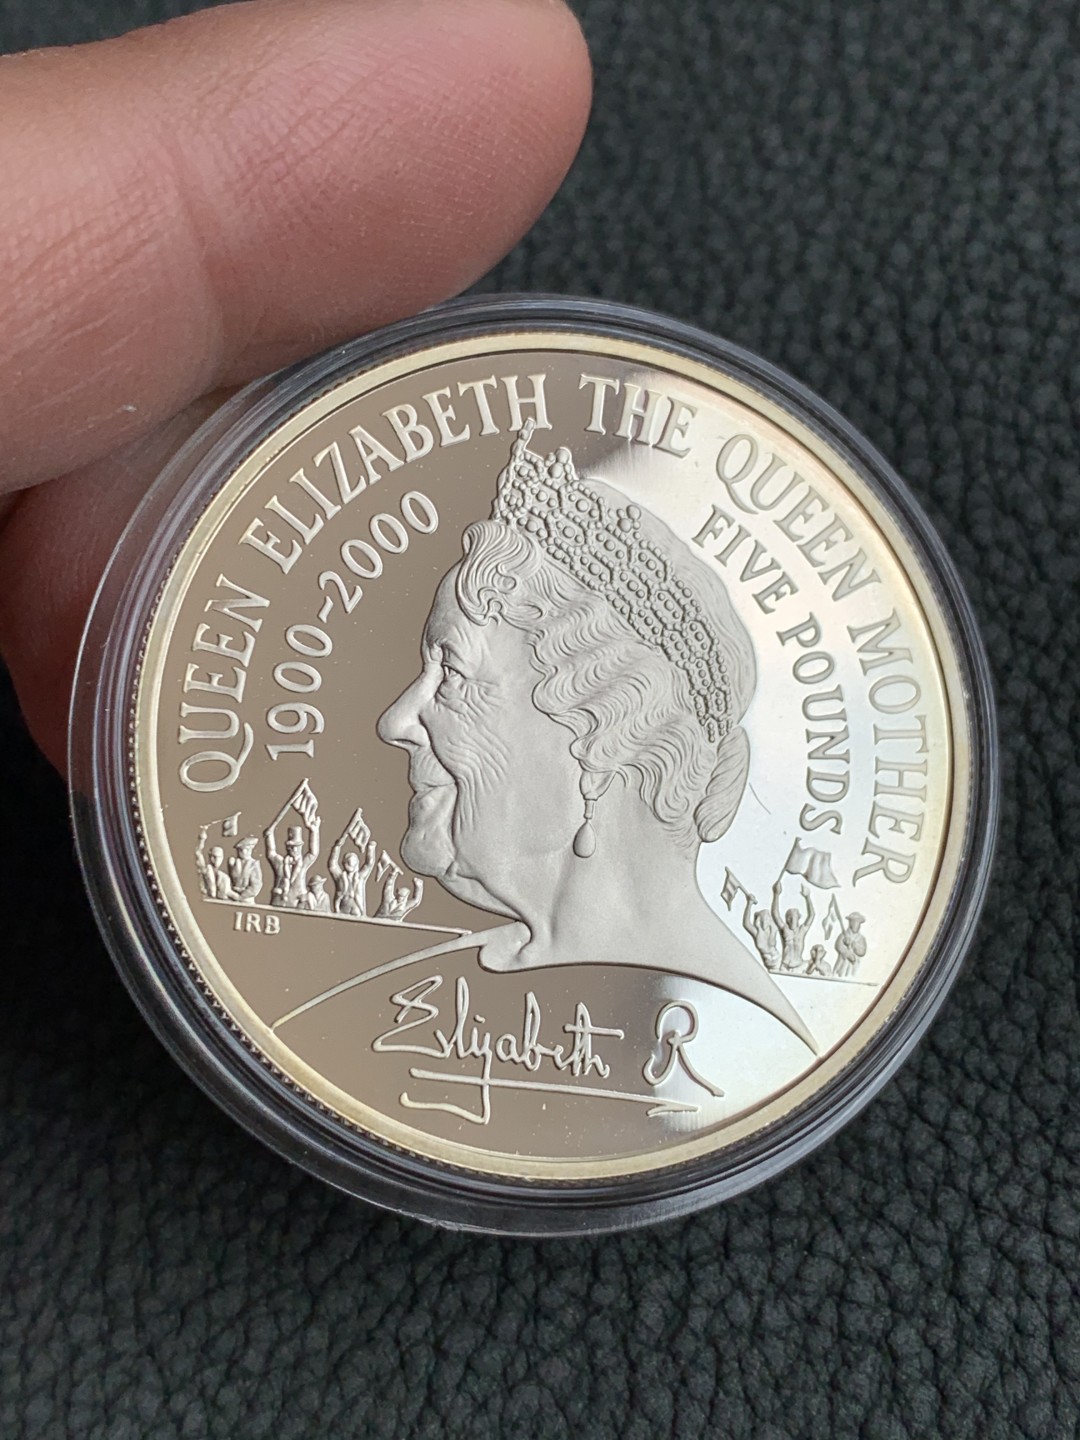 QUEEN ELIZABETH THE QUEEN MOTHER
1900~2000
FIVE POUNDS
IRB
Elizabeth R